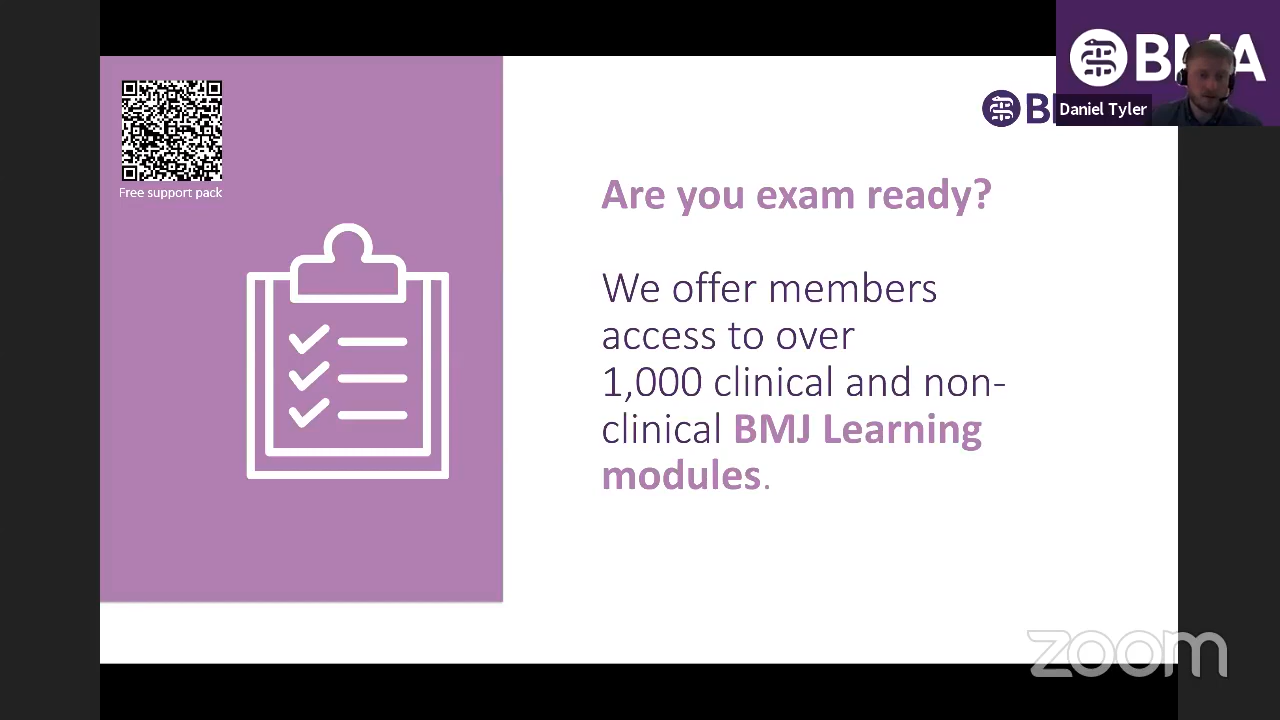 BMA
Daniel Tyler
Free support pack
Are you exam ready?
We offer members
access to over
1,000 clinical and non-
clinical BMJ Learning
modules.
zoom